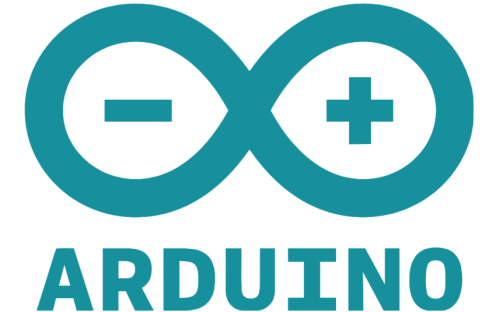 - +
ARDUINO